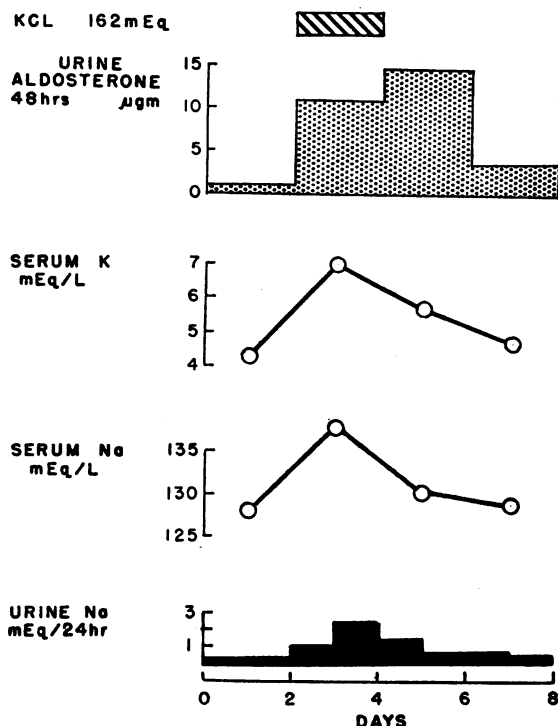 KCL 162mEq
URINE
ALDOSTERONE
48hrs µgm
15
10
5
0
SERUM K
mEq/L
7
6
5
4
SERUM Na
mEq/L
135
130
125
URINE Na
mEq/24hr
3
1
0 2 4 6 8
DAYS